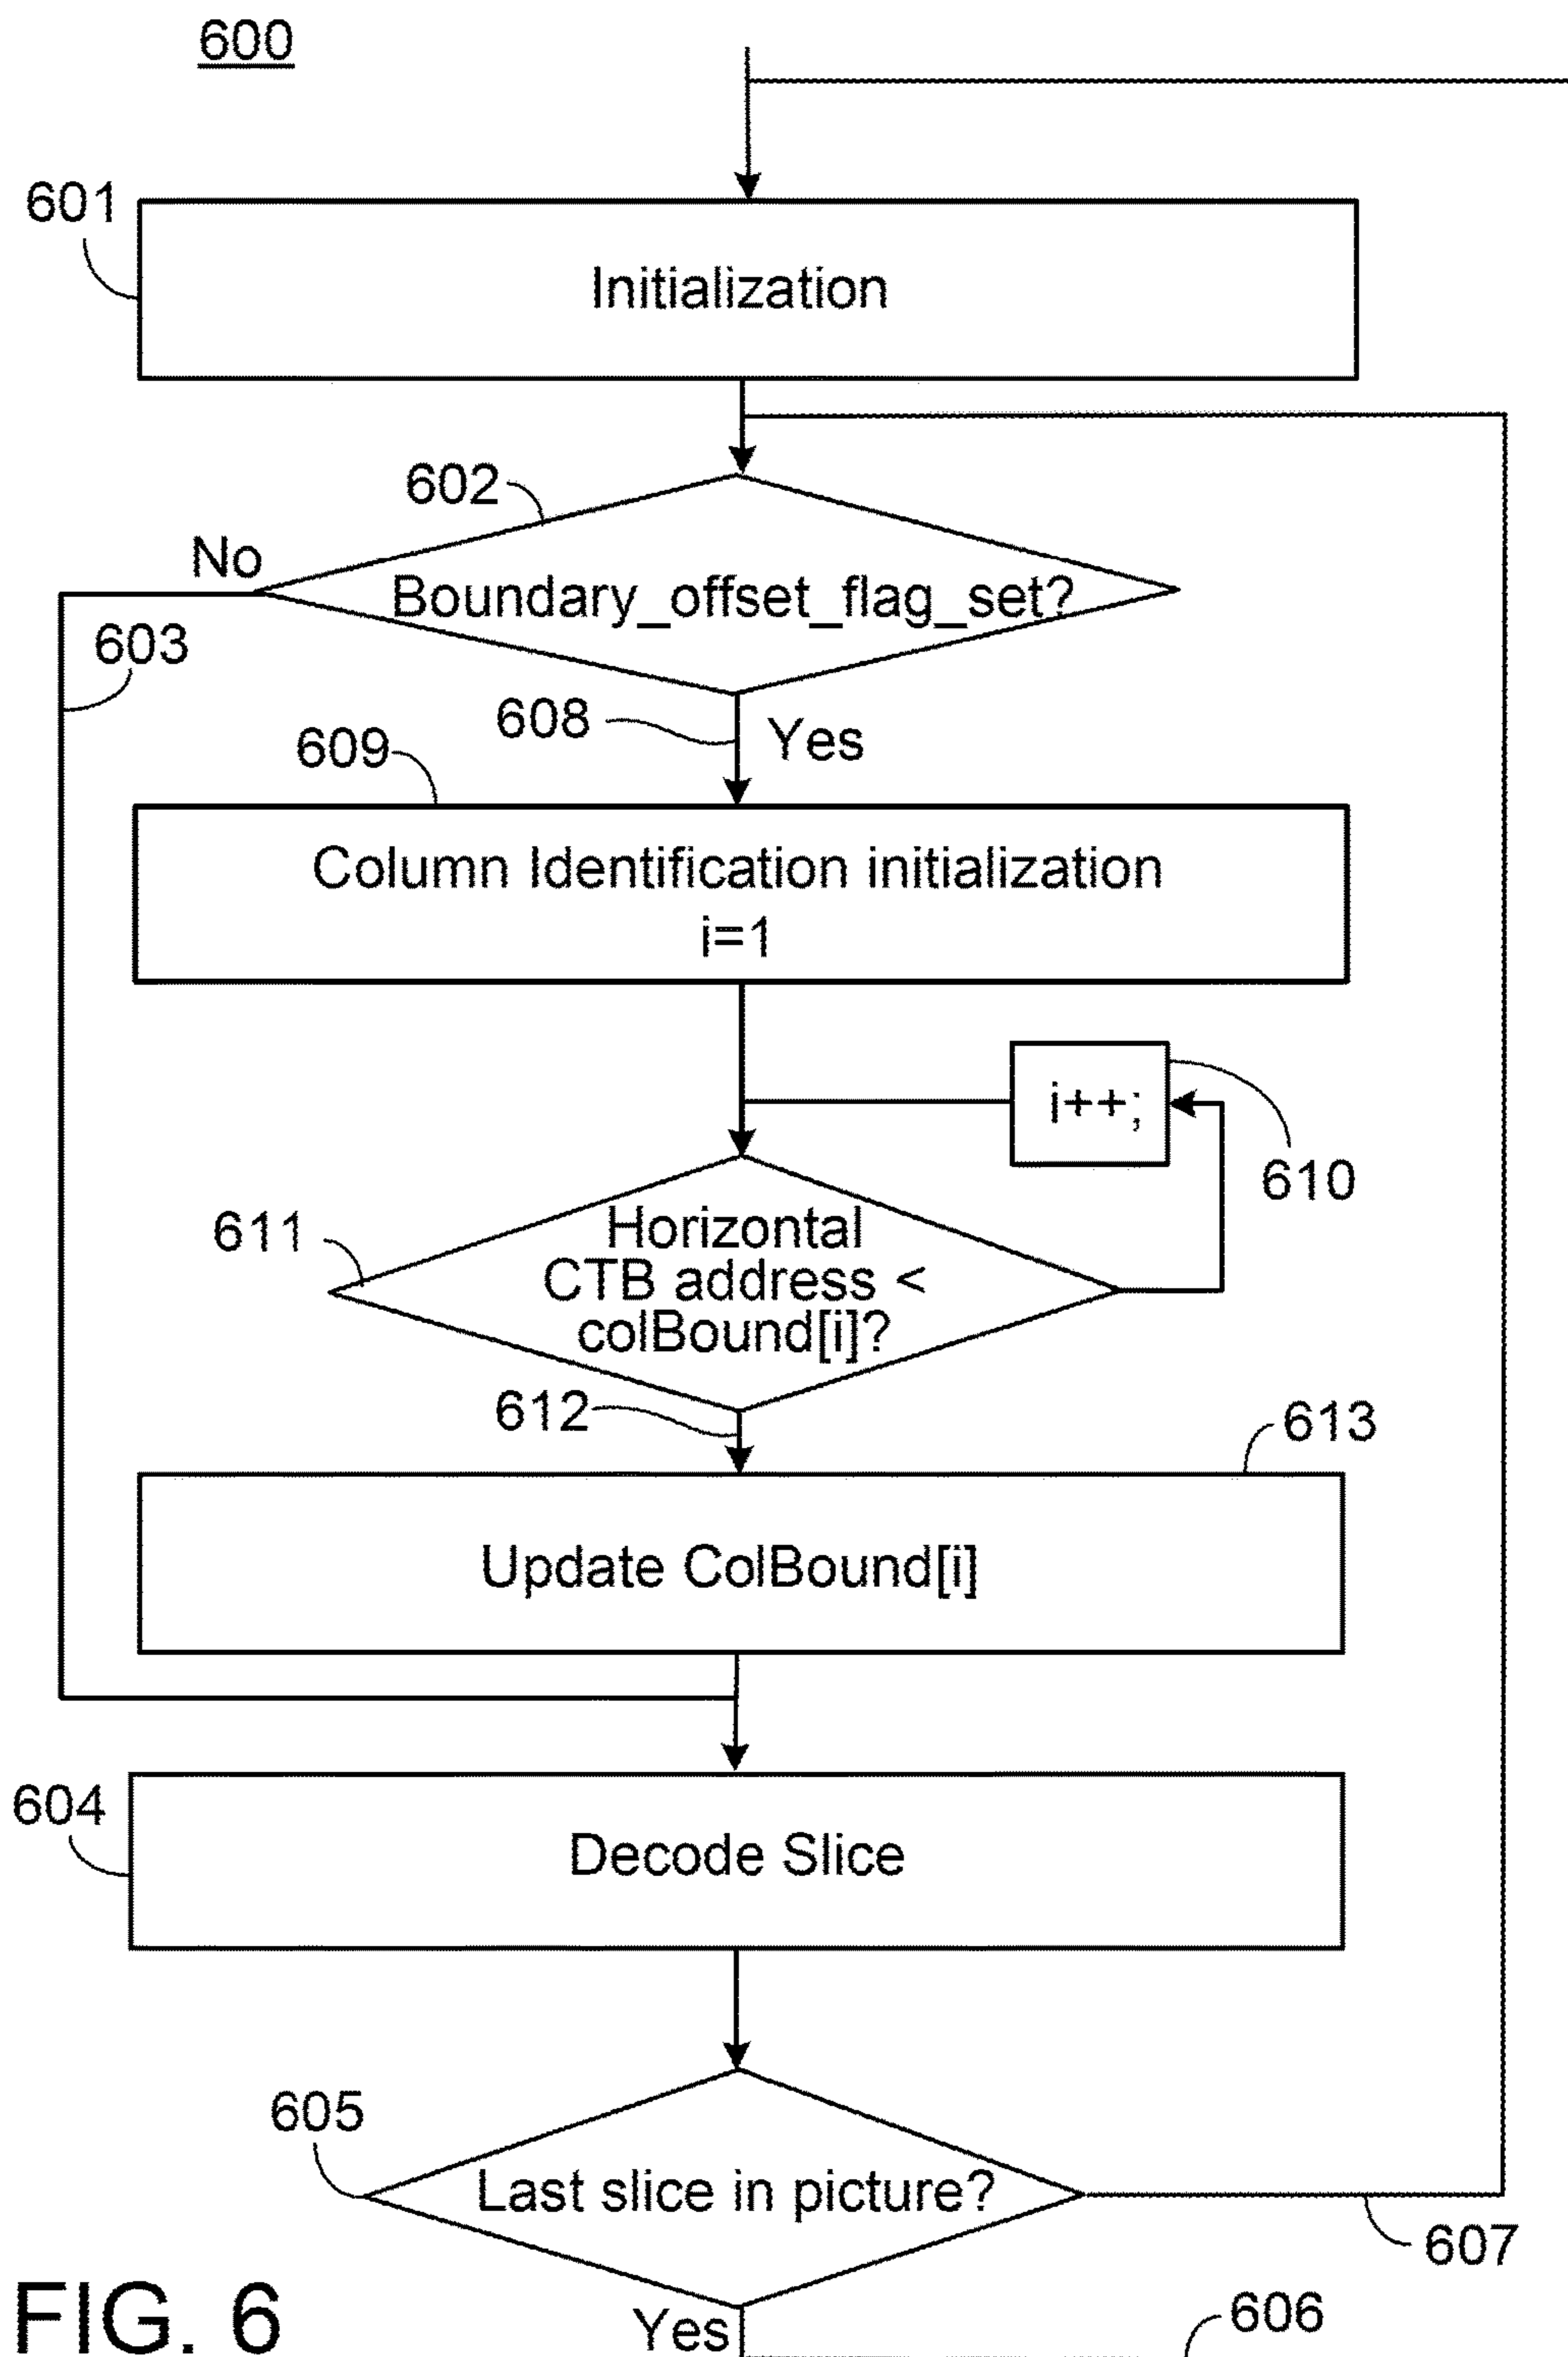 600
601
Initialization
602
No
Boundary_offset_flag_set?
603
608
Yes
609
Column Identification initialization
i=1
i++;
610
611
Horizontal
CTB address <
colBound[i]?
612
613
Update ColBound[i]
604
Decode Slice
605
Last slice in picture?
607
FIG. 6
Yes
606